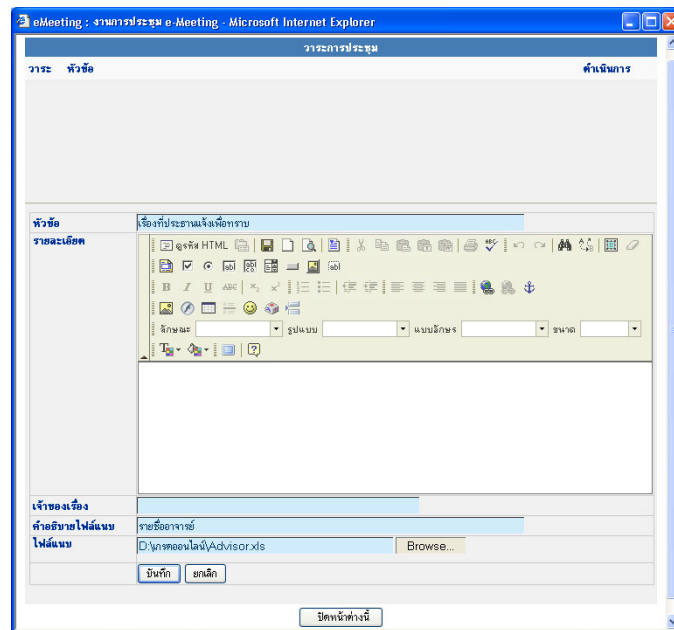 eMeeting : งานการประชุม e-Meeting - Microsoft Internet Explorer
วาระการประชุม
วาระ หัวข้อ ดำเนินการ
หัวข้อ เรื่องที่ประธานแจ้งเพื่อทราบ
รายละเอียด ดูรหัส HTML
ลักษณะ รูปแบบ แบบอักษร ขนาด
เจ้าของเรื่อง
คำอธิบายไฟล์แนบ รายชื่ออาจารย์
ไฟล์แนบ D:\เกรดออนไลน์\Advisor.xls Browse...
บันทึก ยกเลิก
ปิดหน้าต่างนี้